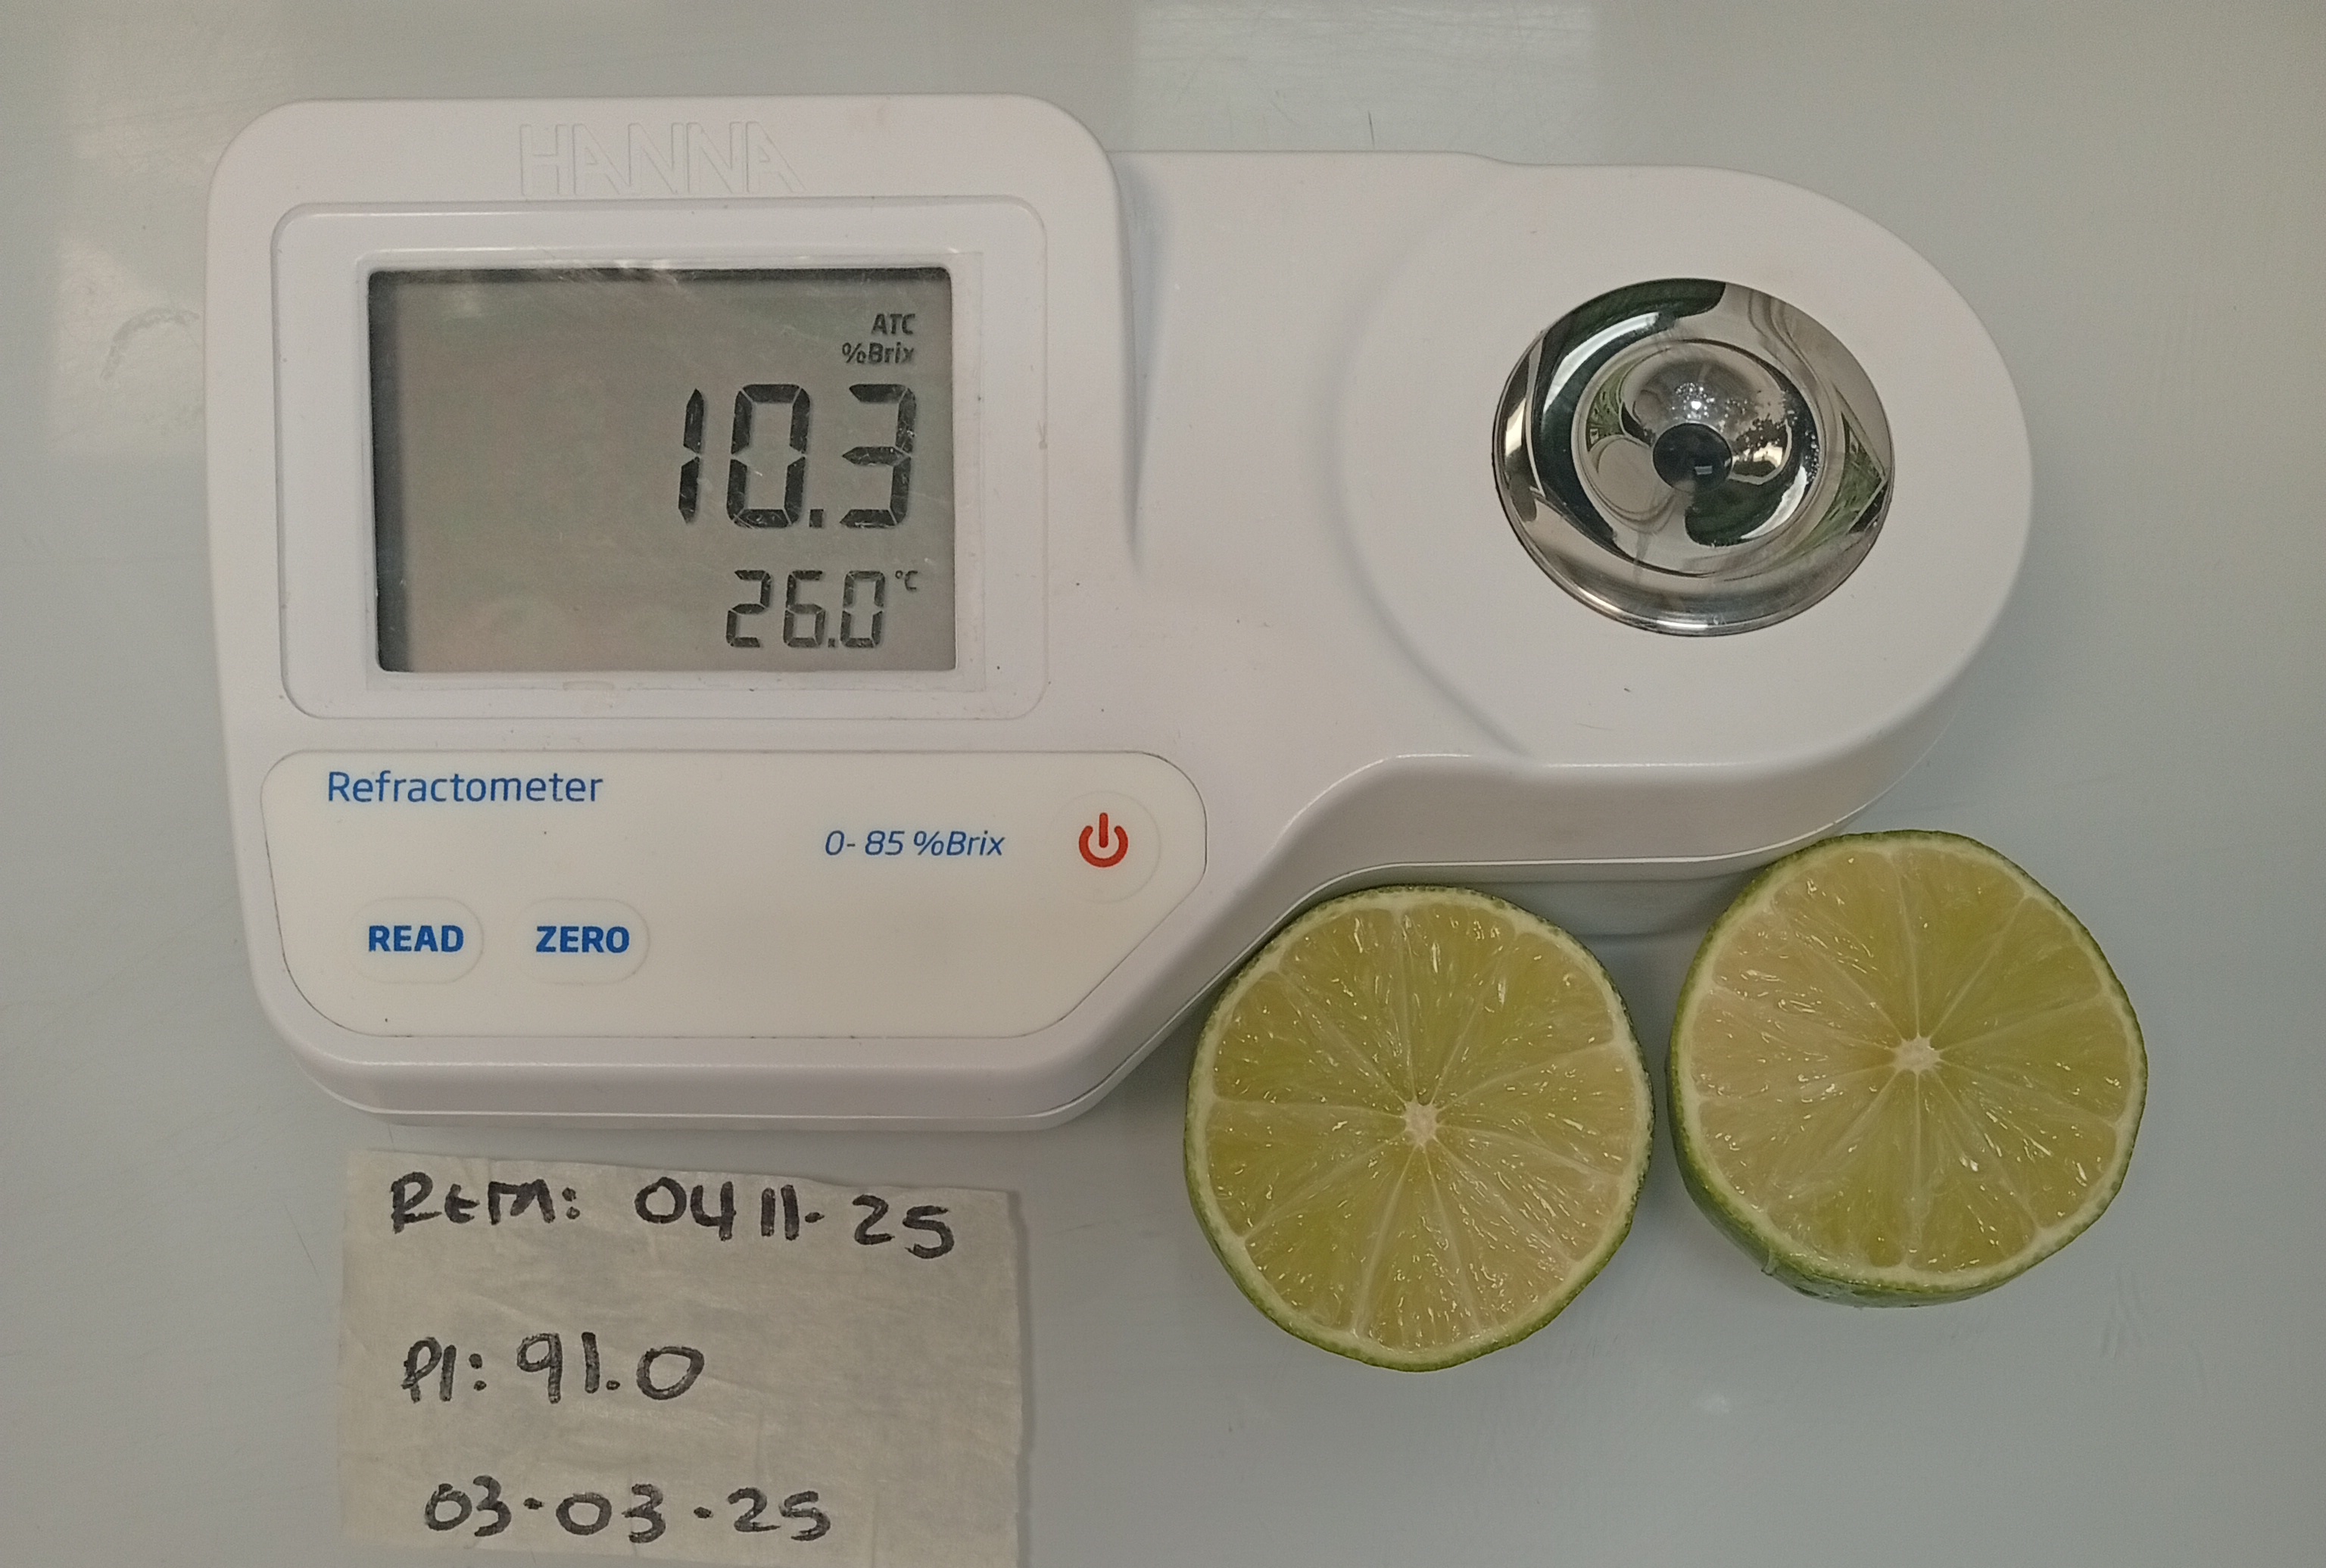 HANNA
ATC
%Brix
10.3
26.0 °C
Refractometer
0- 85 %Brix
READ ZERO
REM: 0411-25
PI: 91.0
03-03-25